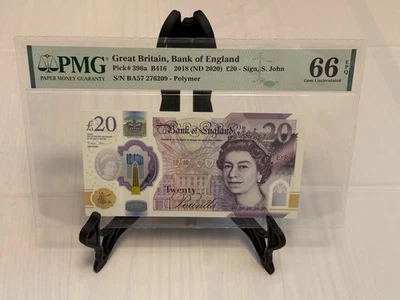 PMG
PAPER MONEY GUARANTY
Great Britain, Bank of England
Pick# 396a B416 2018 (ND 2020) £20 - Sign. S. John
S/N BA57 276209 - Polymer
66 EPQ
Gem Uncirculated
£20
Bank of England
20
Twenty
Pounds